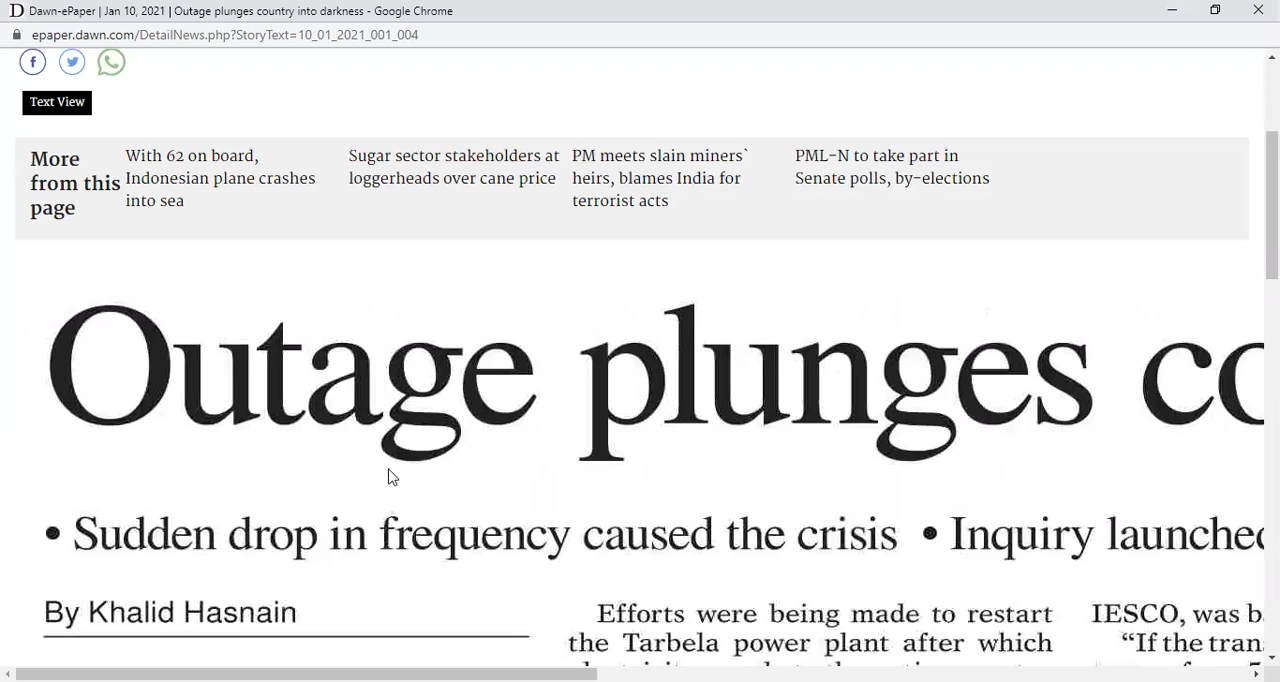 Dawn-ePaper | Jan 10, 2021 | Outage plunges country into darkness - Google Chrome
epaper.dawn.com/DetailNews.php?StoryText=10_01_2021_001_004
Text View
More from this page
With 62 on board,
Indonesian plane crashes
into sea
Sugar sector stakeholders at
loggerheads over cane price
PM meets slain miners`
heirs, blames India for
terrorist acts
PML-N to take part in
Senate polls, by-elections
Outage plunges co
• Sudden drop in frequency caused the crisis • Inquiry launched
By Khalid Hasnain
Efforts were being made to restart
the Tarbela power plant after which
IESCO, was b
"If the tran